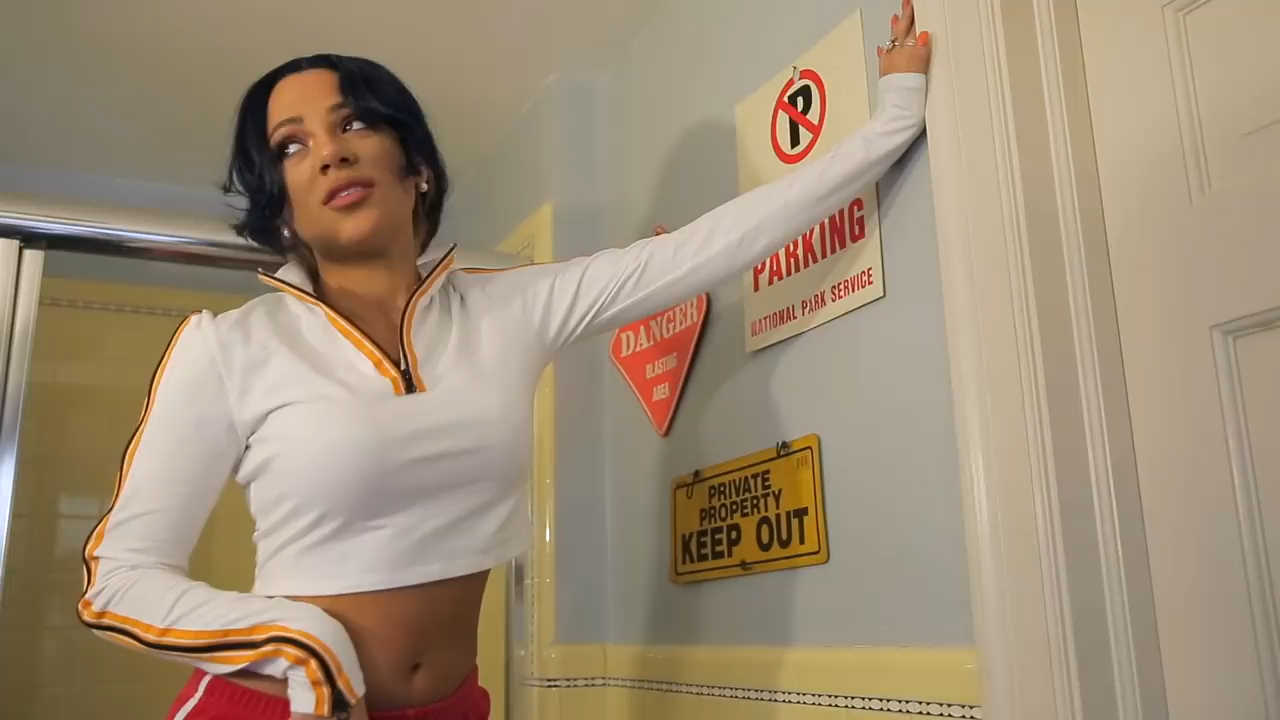 P
PARKING
NATIONAL PARK SERVICE
DANGER
BLASTING
AREA
PRIVATE
PROPERTY
KEEP OUT